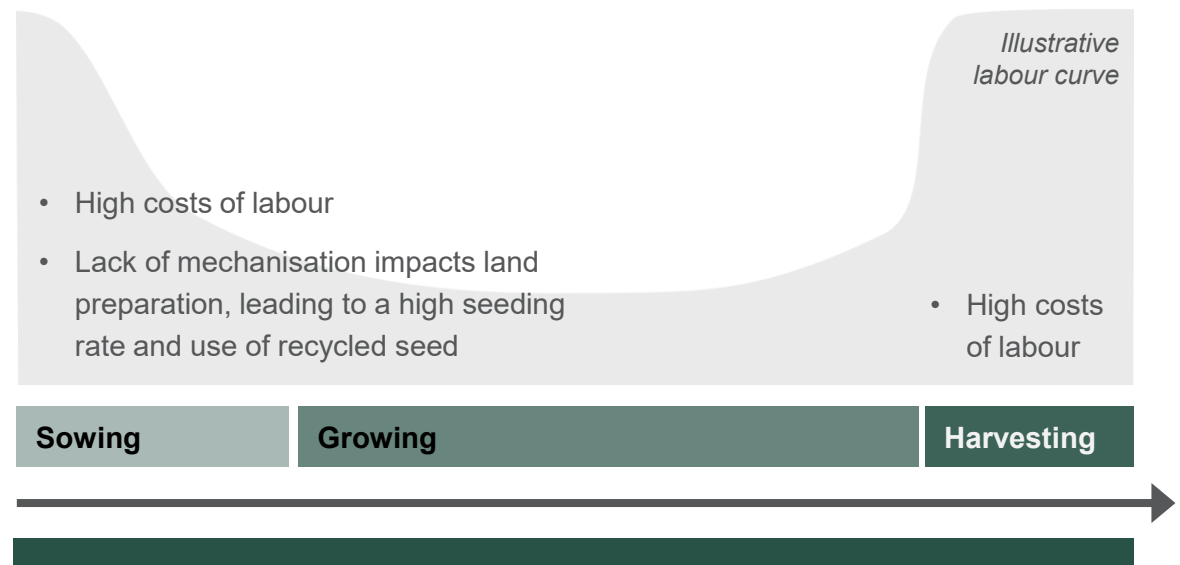 Illustrative
labour curve
• High costs of labour
• Lack of mechanisation impacts land
preparation, leading to a high seeding
rate and use of recycled seed
• High costs
of labour
Sowing
Growing
Harvesting